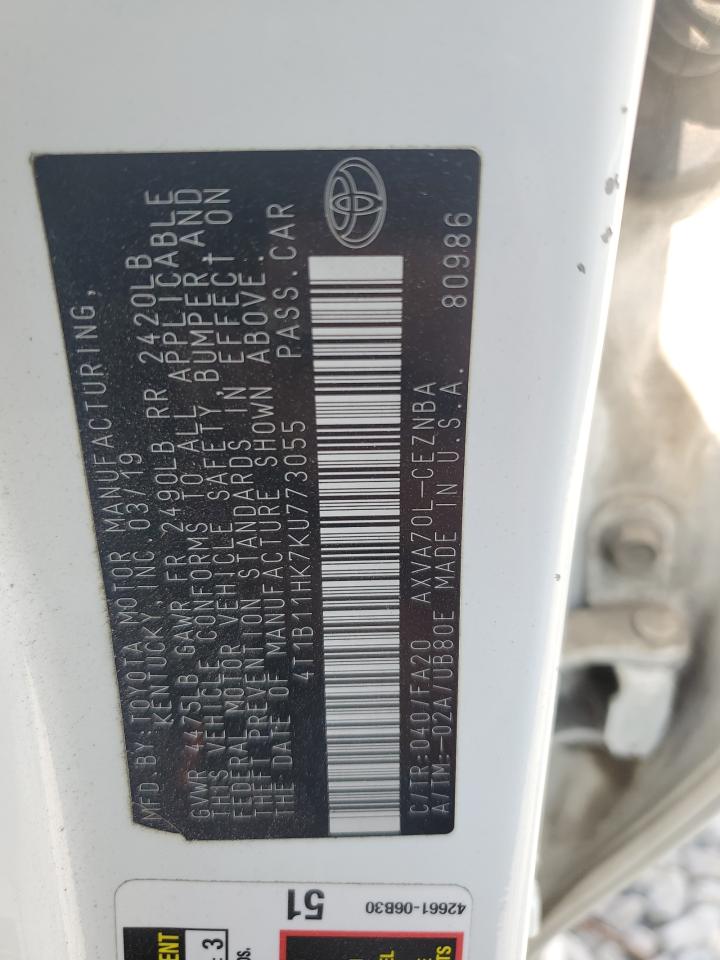 MFD. BY: TOYOTA MOTOR MANUFACTURING,
KENTUCKY, INC. 03/19
GVWR 4475LB GAWR FR 2490LB RR 2420LB
THIS VEHICLE CONFORMS TO ALL APPLICABLE
FEDERAL MOTOR VEHICLE SAFETY, BUMPER, AND
THEFT PREVENTION STANDARDS IN EFFECT ON
THE DATE OF MANUFACTURE SHOWN ABOVE.
4T1B11HK7KU773055 PASS.CAR
C/TR:040/FA20 AXVA70L-CEZNBA
A/TM:-02A/UB80E MADE IN U.S.A. 80986
51
42661-06B30
3